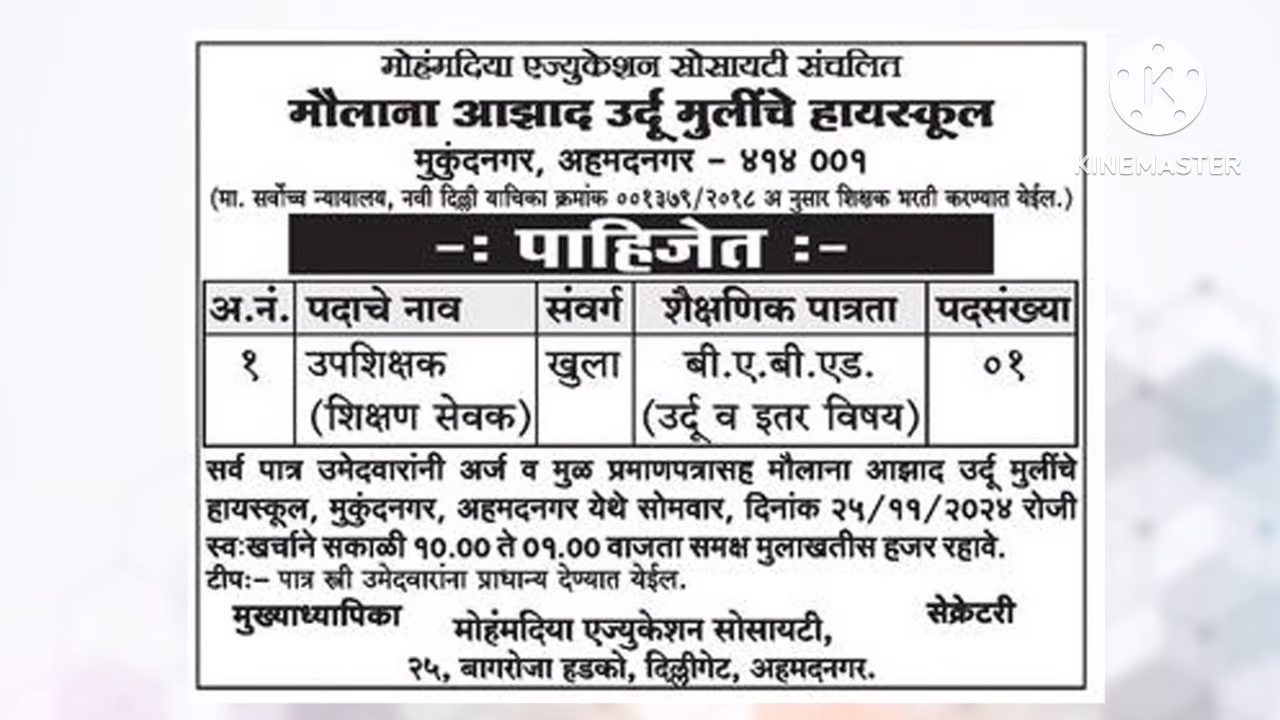 मोहंमदिया एज्युकेशन सोसायटी संचलित
मौलाना आझाद उर्दू मुलींचे हायस्कूल
मुकुंदनगर, अहमदनगर – ४१४ 001
(मा. सर्वोच्च न्यायालय, नवी दिल्ली याचिका क्रमांक ००१३७९/२०१८ अ नुसार शिक्षक भरती करण्यात येईल.)
-: पाहिजेत :-
अ.नं. पदाचे नाव संवर्ग शैक्षणिक पात्रता पदसंख्या
१ उपशिक्षक खुला बी.ए.बी.एड. ०१
(शिक्षण सेवक) (उर्दू व इतर विषय)
सर्व पात्र उमेदवारांनी अर्ज व मुळ प्रमाणपत्रासह मौलाना आझाद उर्दू मुलींचे
हायस्कूल, मुकुंदनगर, अहमदनगर येथे सोमवार, दिनांक २५/११/२०२४ रोजी
स्वःखर्चाने सकाळी १०.00 ते ०१.00 वाजता समक्ष मुलाखतीस हजर रहावे.
टीपः– पात्र स्त्री उमेदवारांना प्राधान्य देण्यात येईल.
मुख्याध्यापिका सेक्रेटरी
मोहंमदिया एज्युकेशन सोसायटी,
२५, बागरोजा हडको, दिल्लीगेट, अहमदनगर.
K
KINEMASTER